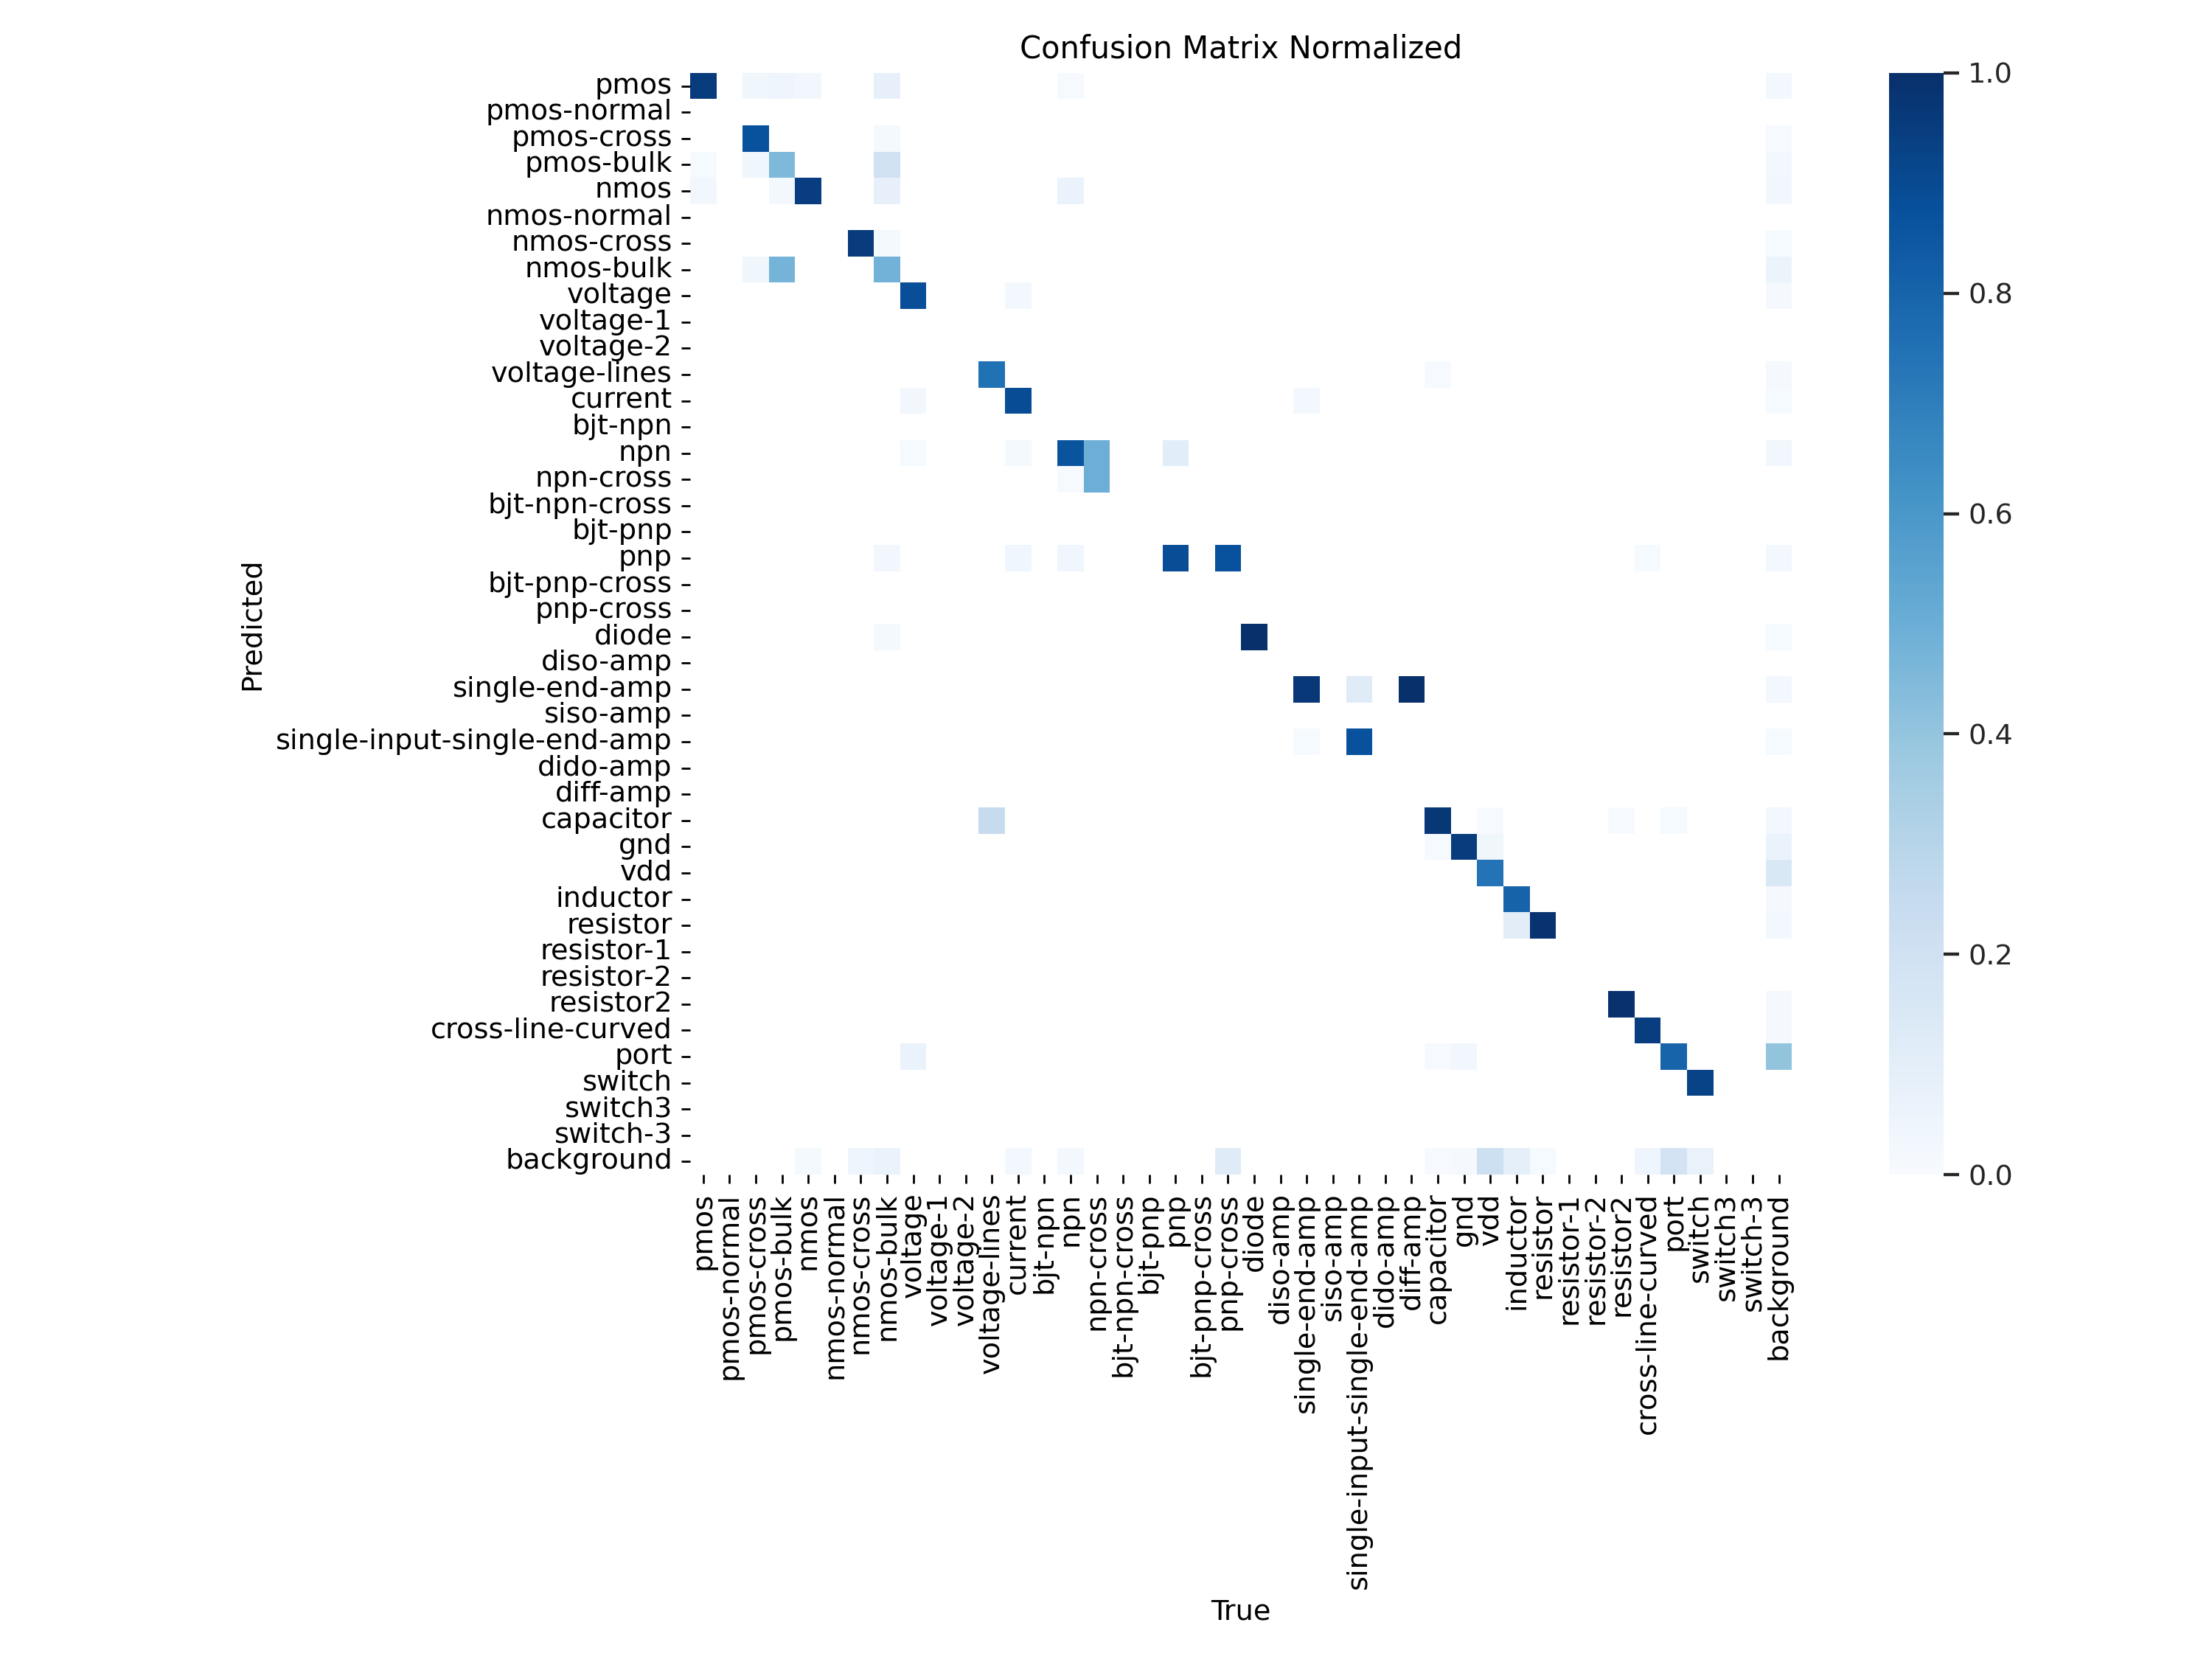 Confusion Matrix Normalized
Predicted
pmos
pmos-normal
pmos-cross
pmos-bulk
nmos
nmos-normal
nmos-cross
nmos-bulk
voltage
voltage-1
voltage-2
voltage-lines
current
bjt-npn
npn
npn-cross
bjt-npn-cross
bjt-pnp
pnp
bjt-pnp-cross
pnp-cross
diode
diso-amp
single-end-amp
siso-amp
single-input-single-end-amp
dido-amp
diff-amp
capacitor
gnd
vdd
inductor
resistor
resistor-1
resistor-2
resistor2
cross-line-curved
port
switch
switch3
switch-3
background
pmos
pmos-normal
pmos-cross
pmos-bulk
nmos
nmos-normal
nmos-cross
nmos-bulk
voltage
voltage-1
voltage-2
voltage-lines
current
bjt-npn
npn
npn-cross
bjt-npn-cross
bjt-pnp
pnp
bjt-pnp-cross
pnp-cross
diode
diso-amp
single-end-amp
siso-amp
single-input-single-end-amp
dido-amp
diff-amp
capacitor
gnd
vdd
inductor
resistor
resistor-1
resistor-2
resistor2
cross-line-curved
port
switch
switch3
switch-3
background
True
1.0
0.8
0.6
0.4
0.2
0.0